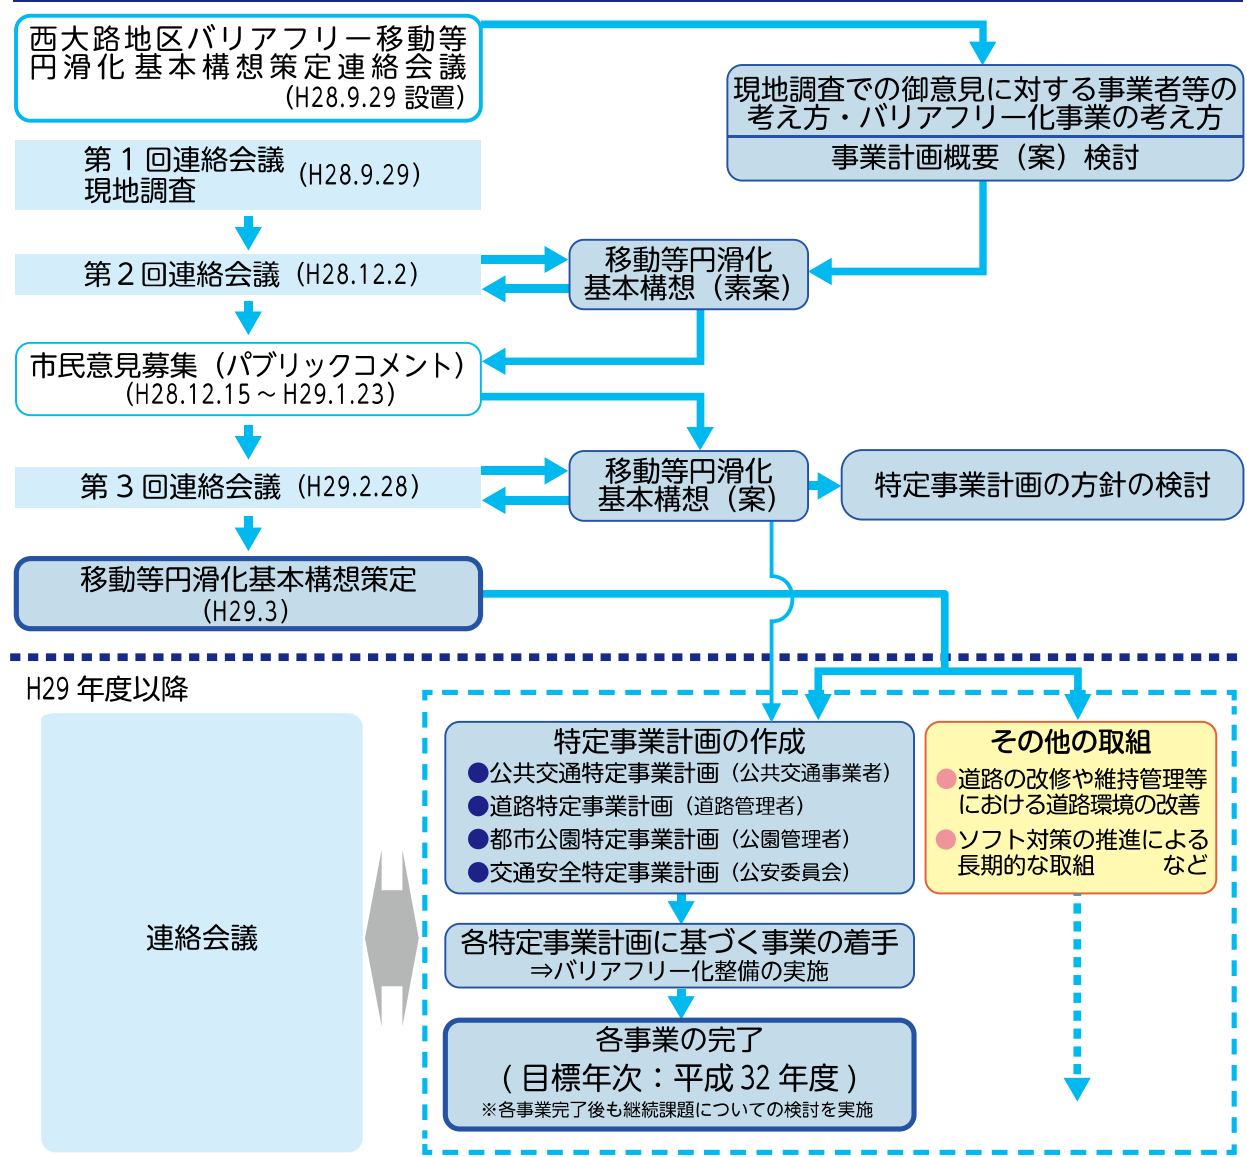 西大路地区バリアフリー移動等
円滑化基本構想策定連絡会議
(H28.9.29 設置)
現地調査での御意見に対する事業者等の
考え方・バリアフリー化事業の考え方
事業計画概要（案）検討
第1回連絡会議 (H28.9.29)
現地調査
第2回連絡会議 (H28.12.2)
移動等円滑化
基本構想（素案）
市民意見募集（パブリックコメント）
(H28.12.15～H29.1.23)
第3回連絡会議 (H29.2.28)
移動等円滑化
基本構想（案）
特定事業計画の方針の検討
移動等円滑化基本構想策定
(H29.3)
H29 年度以降
連絡会議
特定事業計画の作成
●公共交通特定事業計画（公共交通事業者）
●道路特定事業計画（道路管理者）
●都市公園特定事業計画（公園管理者）
●交通安全特定事業計画（公安委員会）
その他の取組
●道路の改修や維持管理等
における道路環境の改善
●ソフト対策の推進による
長期的な取組 など
各特定事業計画に基づく事業の着手
⇒バリアフリー化整備の実施
各事業の完了
(目標年次：平成 32 年度)
※各事業完了後も継続課題についての検討を実施